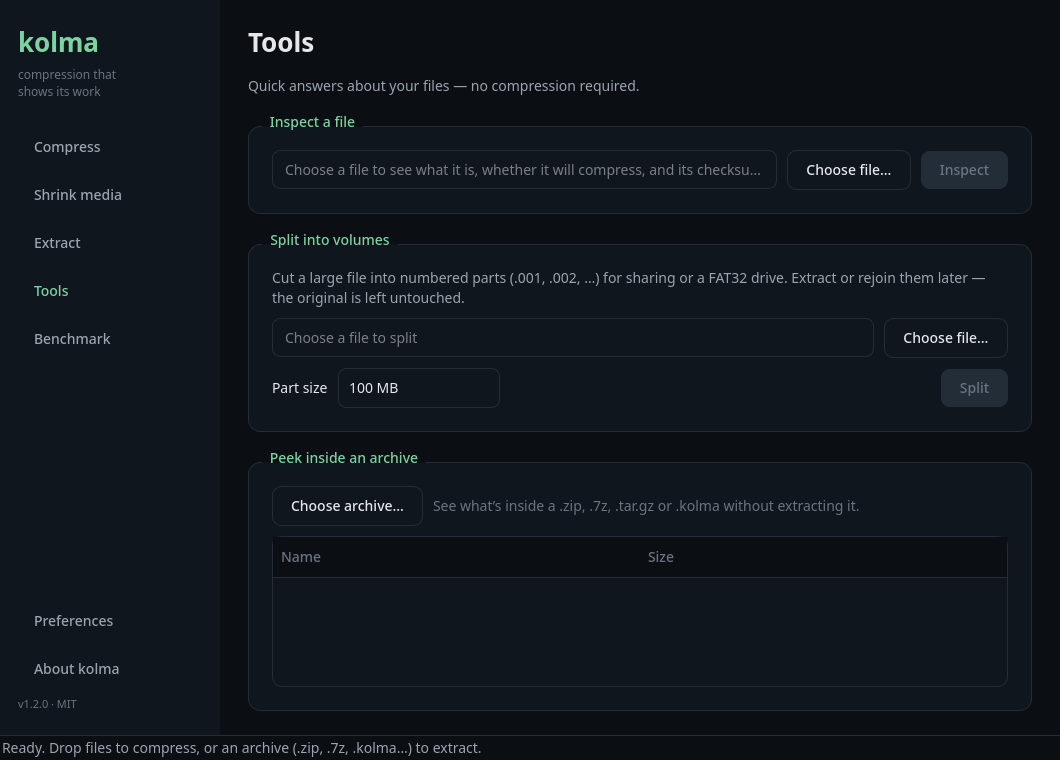 kolma
compression that
shows its work
Compress
Shrink media
Extract
Tools
Benchmark
Preferences
About kolma
v1.2.0 · MIT
Tools
Quick answers about your files — no compression required.
Inspect a file
Choose a file to see what it is, whether it will compress, and its checksu…
Choose file…
Inspect
Split into volumes
Cut a large file into numbered parts (.001, .002, …) for sharing or a FAT32 drive. Extract or rejoin them later —
the original is left untouched.
Choose a file to split
Choose file…
Part size
100 MB
Split
Peek inside an archive
Choose archive…
See what’s inside a .zip, .7z, .tar.gz or .kolma without extracting it.
Name
Size
Ready. Drop files to compress, or an archive (.zip, .7z, .kolma…) to extract.